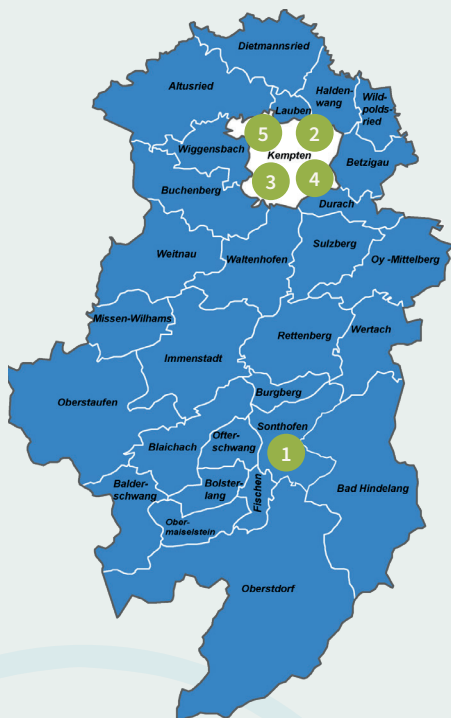 Dietmannsried
Altusried
Halden-
wang
Wild-
polds-
ried
Lauben
5
2
Kempten
Wiggensbach
Betzigau
3
4
Buchenberg
Durach
Sulzberg
Weitnau
Waltenhofen
Oy -Mittelberg
Missen-Wilhams
Wertach
Rettenberg
Immenstadt
Burgberg
Oberstaufen
Sonthofen
Ofter-
schwang
Blaichach
1
Balder-
schwang
Bolster-
lang
Fischen
Bad Hindelang
Ober-
maiselstein
Oberstdorf